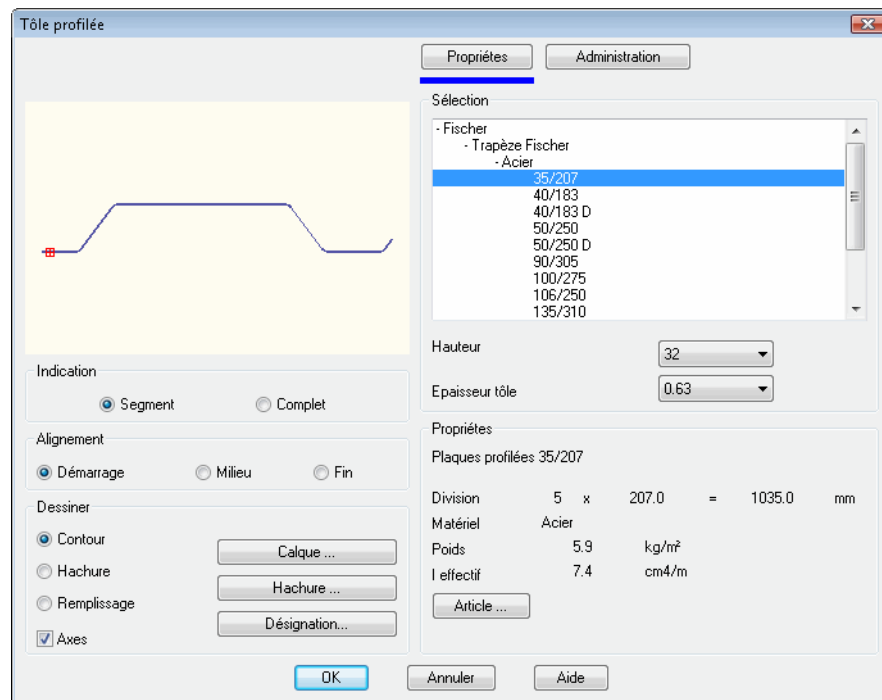 Tôle profilée
Propriétes
Administration
Sélection
- Fischer
- Trapèze Fischer
- Acier
35/207
40/183
40/183 D
50/250
50/250 D
90/305
100/275
106/250
135/310
Hauteur
32
Epaisseur tôle
0.63
Indication
Segment
Complet
Alignement
Démarrage
Milieu
Fin
Dessiner
Contour
Hachure
Remplissage
Axes
Calque ...
Hachure ...
Désignation...
Propriétes
Plaques profilées 35/207
Division 5 x 207.0 = 1035.0 mm
Matériel Acier
Poids 5.9 kg/m²
I effectif 7.4 cm4/m
Article ...
OK
Annuler
Aide